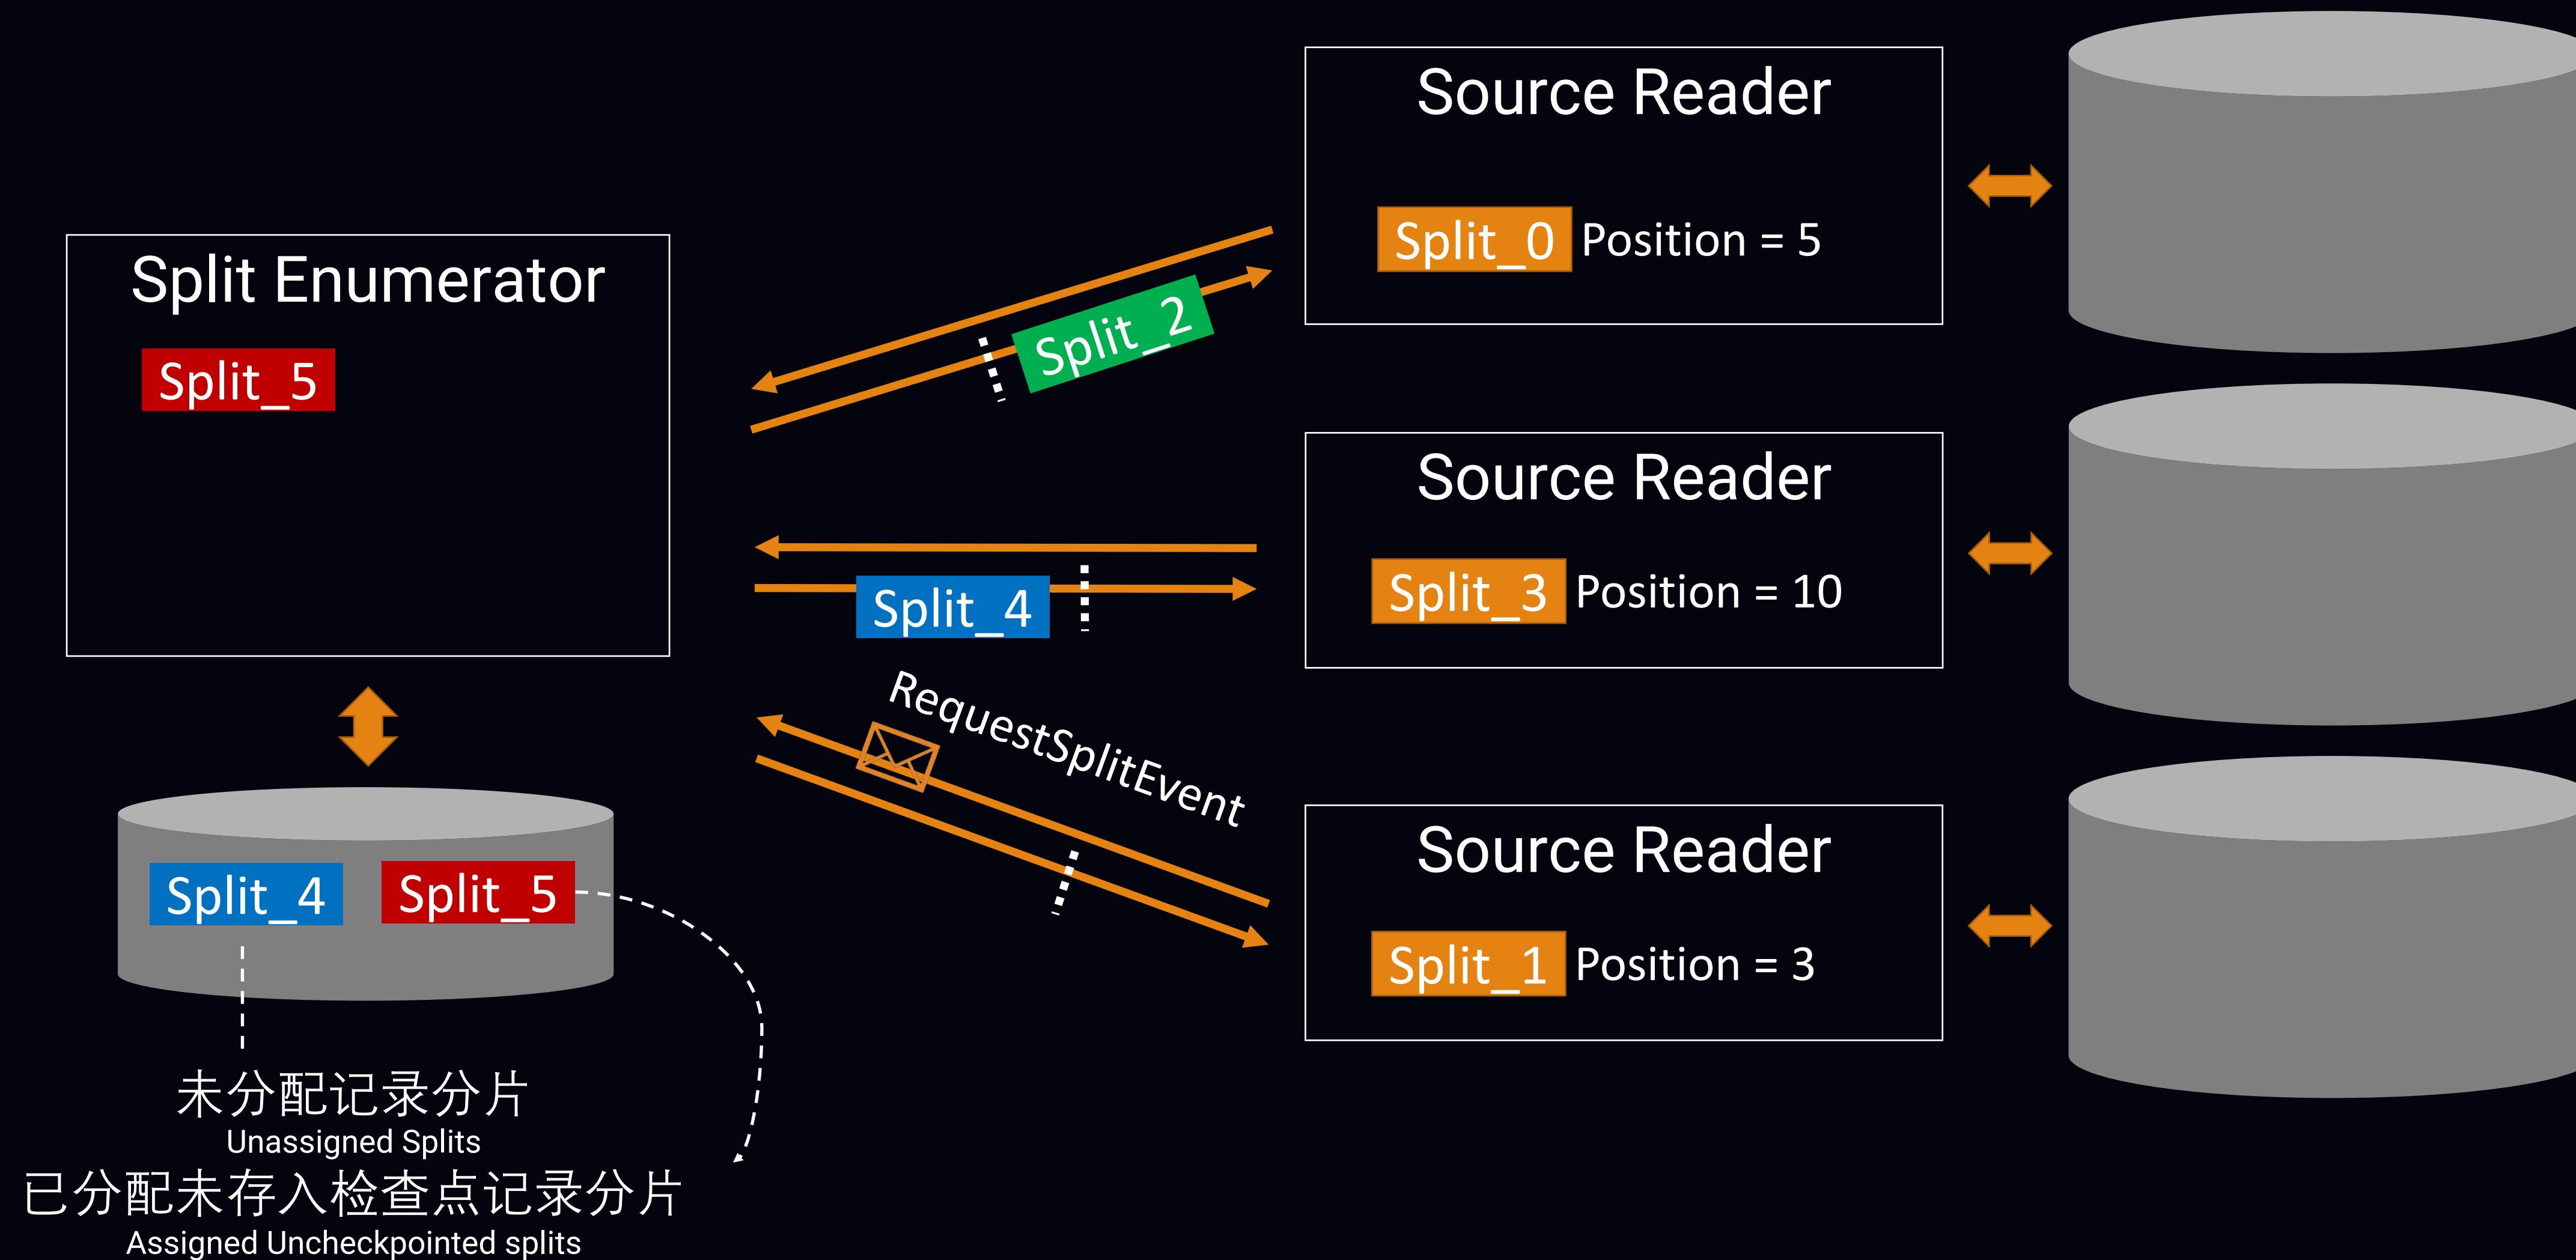 Split Enumerator
Split_5
Split_4
Split_5
未分配记录分片
Unassigned Splits
已分配未存入检查点记录分片
Assigned Uncheckpointed splits
Split_2
Split_4
RequestSplitEvent
Source Reader
Split_0 Position = 5
Source Reader
Split_3 Position = 10
Source Reader
Split_1 Position = 3